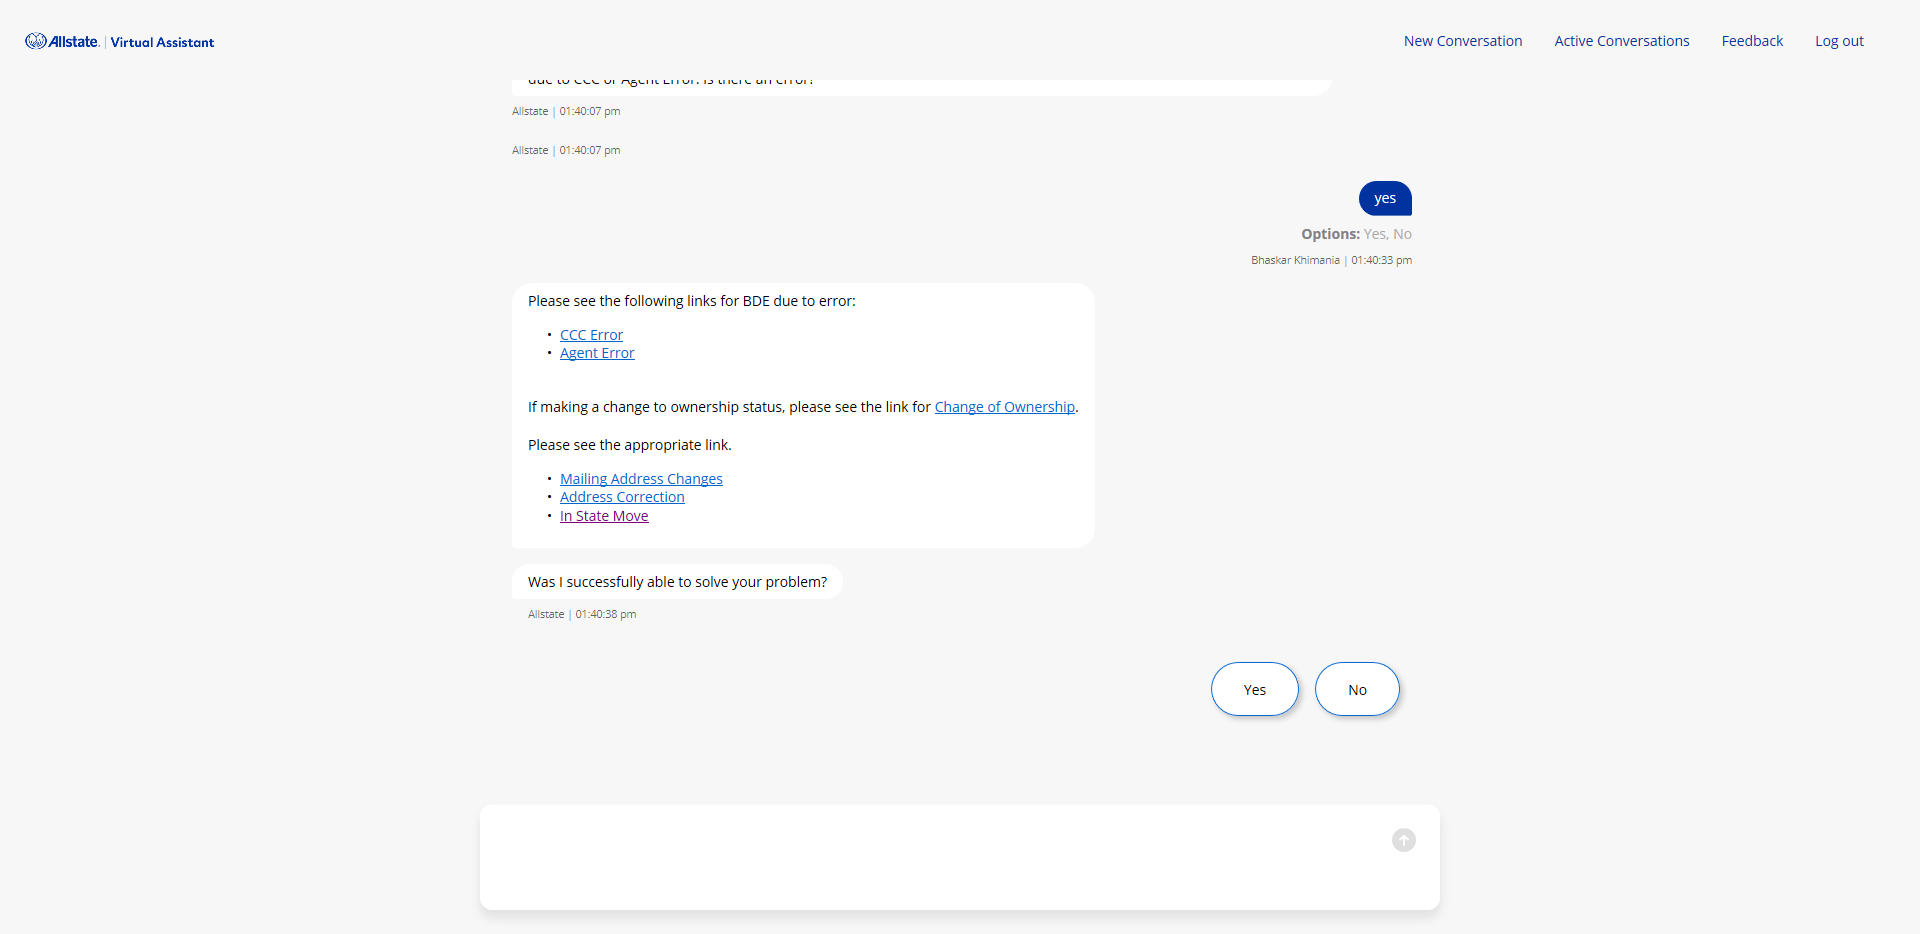 Allstate. | Virtual Assistant
New Conversation Active Conversations Feedback Log out
due to CCC or Agent Error. Is there an error?
Allstate | 01:40:07 pm
Allstate | 01:40:07 pm
yes
Options: Yes, No
Bhaskar Khimania | 01:40:33 pm
Please see the following links for BDE due to error:
• CCC Error
• Agent Error
If making a change to ownership status, please see the link for Change of Ownership.
Please see the appropriate link.
• Mailing Address Changes
• Address Correction
• In State Move
Was I successfully able to solve your problem?
Allstate | 01:40:38 pm
Yes No